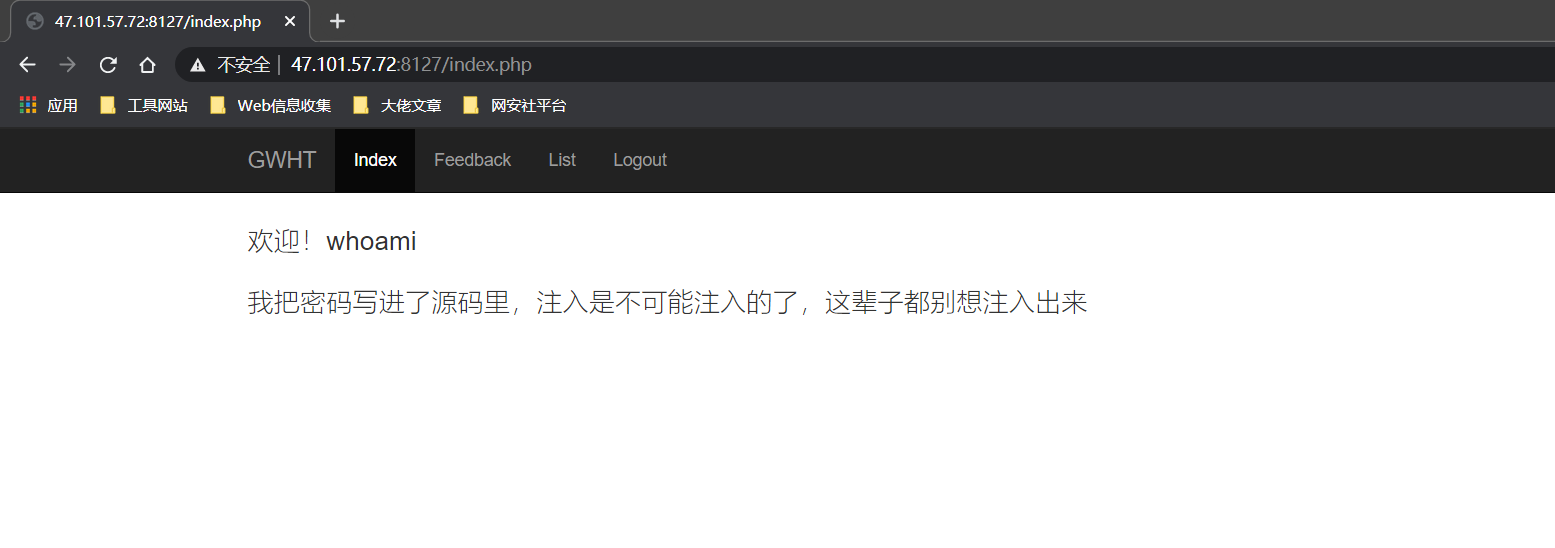 47.101.57.72:8127/index.php
不安全 47.101.57.72:8127/index.php
应用 工具网站 Web信息收集 大佬文章 网安社平台
GWHT Index Feedback List Logout
欢迎！whoami
我把密码写进了源码里，注入是不可能注入的了，这辈子都别想注入出来